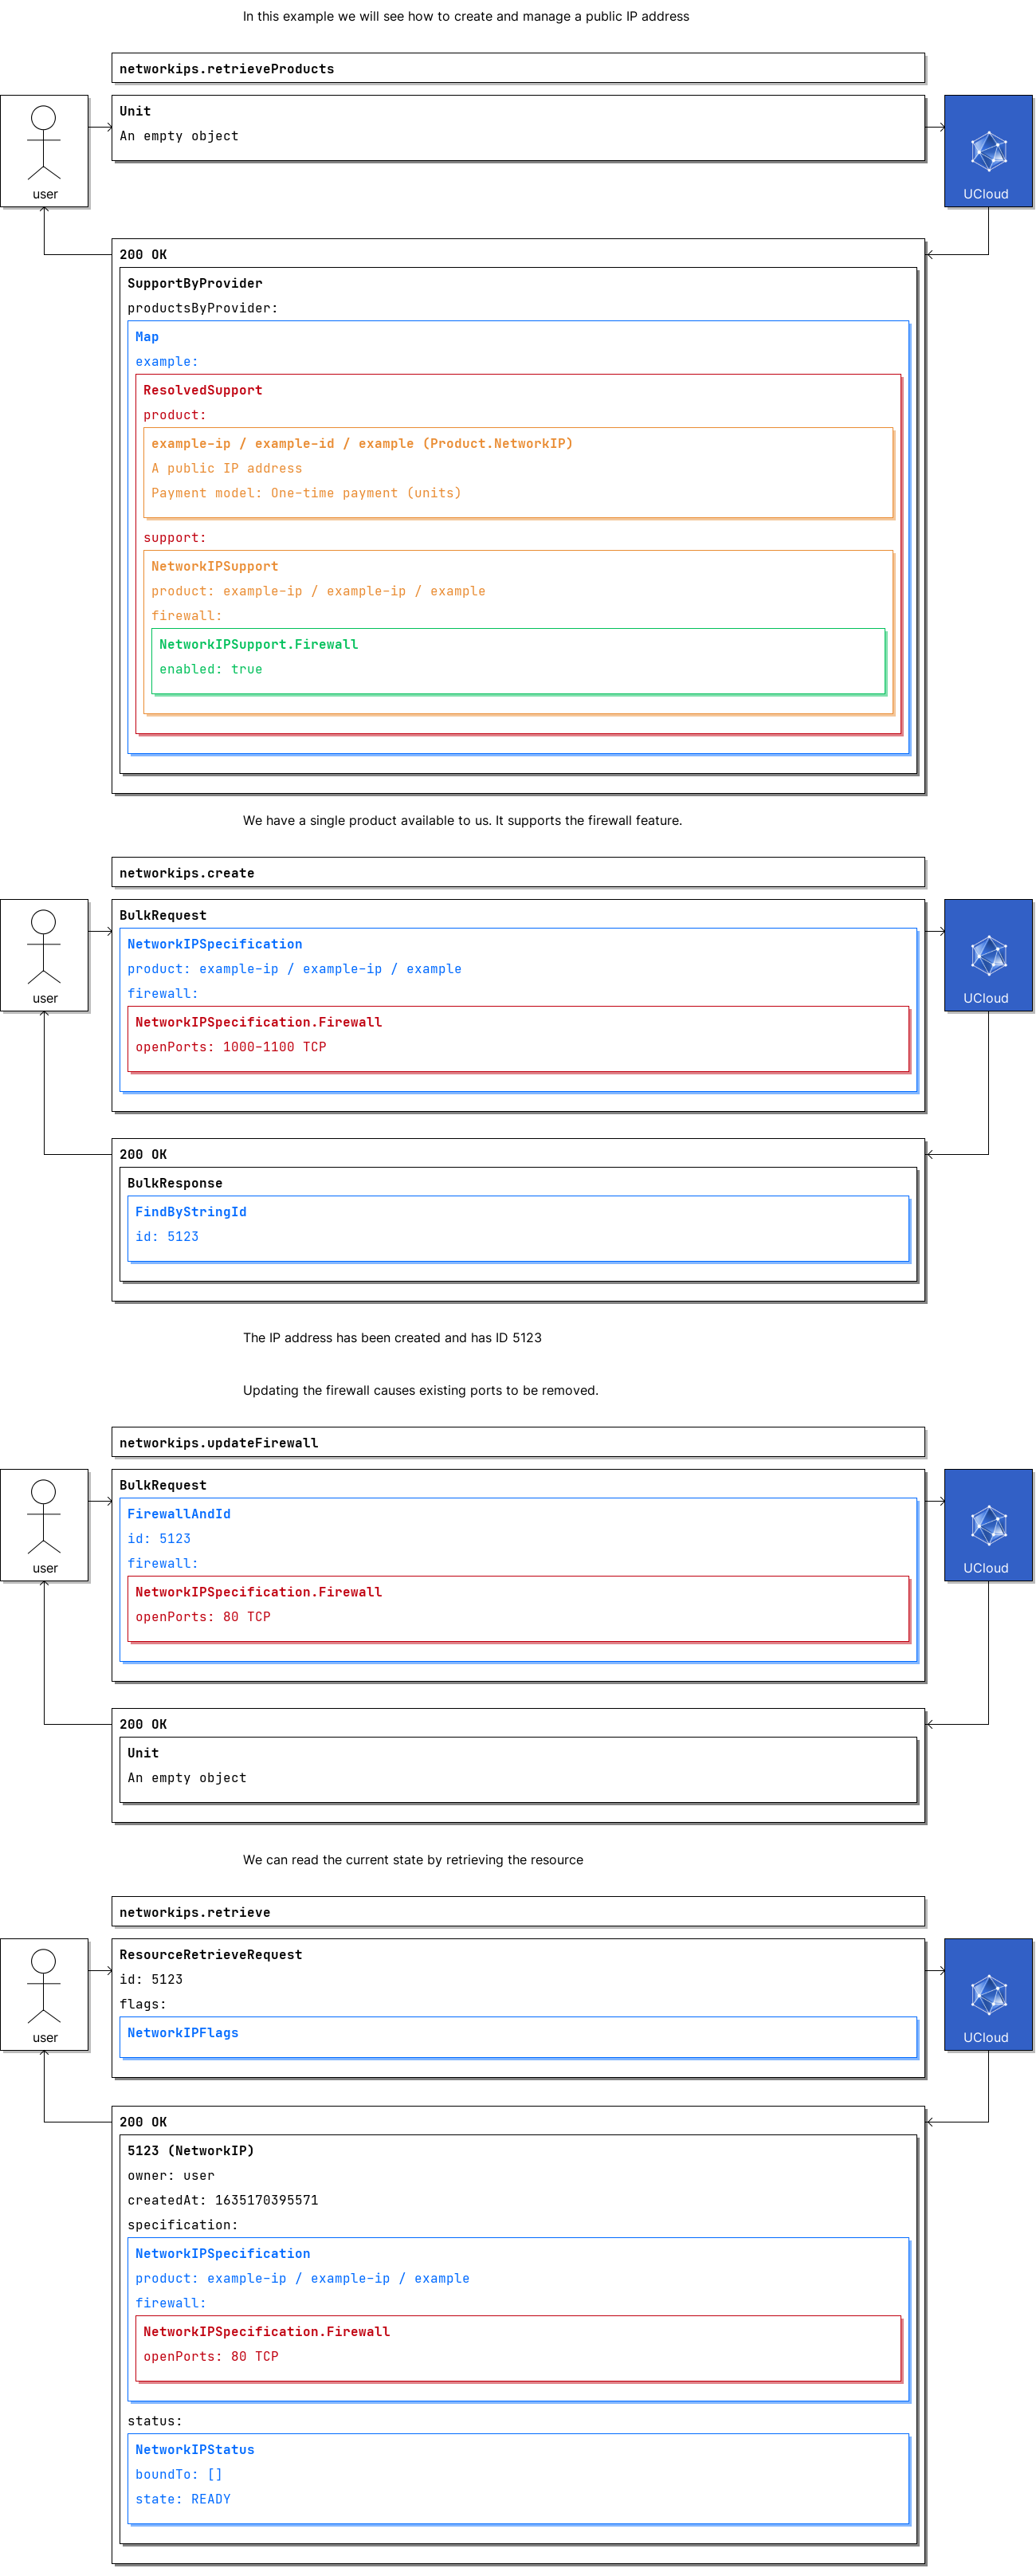 In this example we will see how to create and manage a public IP address
networkips.retrieveProducts
Unit
An empty object
user
UCloud
200 OK
SupportByProvider
productsByProvider:
Map
example:
ResolvedSupport
product:
example-ip / example-id / example (Product.NetworkIP)
A public IP address
Payment model: One-time payment (units)
support:
NetworkIPSupport
product: example-ip / example-ip / example
firewall:
NetworkIPSupport.Firewall
enabled: true
We have a single product available to us. It supports the firewall feature.
networkips.create
BulkRequest
NetworkIPSpecification
product: example-ip / example-ip / example
firewall:
NetworkIPSpecification.Firewall
openPorts: 1000-1100 TCP
user
UCloud
200 OK
BulkResponse
FindByStringId
id: 5123
The IP address has been created and has ID 5123
Updating the firewall causes existing ports to be removed.
networkips.updateFirewall
BulkRequest
FirewallAndId
id: 5123
firewall:
NetworkIPSpecification.Firewall
openPorts: 80 TCP
user
UCloud
200 OK
Unit
An empty object
We can read the current state by retrieving the resource
networkips.retrieve
ResourceRetrieveRequest
id: 5123
flags:
NetworkIPFlags
user
UCloud
200 OK
5123 (NetworkIP)
owner: user
createdAt: 1635170395571
specification:
NetworkIPSpecification
product: example-ip / example-ip / example
firewall:
NetworkIPSpecification.Firewall
openPorts: 80 TCP
status:
NetworkIPStatus
boundTo: []
state: READY